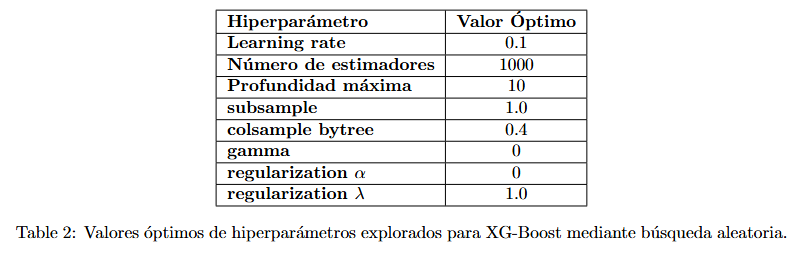 Hiperparámetro Valor Óptimo
Learning rate 0.1
Número de estimadores 1000
Profundidad máxima 10
subsample 1.0
colsample bytree 0.4
gamma 0
regularization α 0
regularization λ 1.0
Table 2: Valores óptimos de hiperparámetros explorados para XG-Boost mediante búsqueda aleatoria.